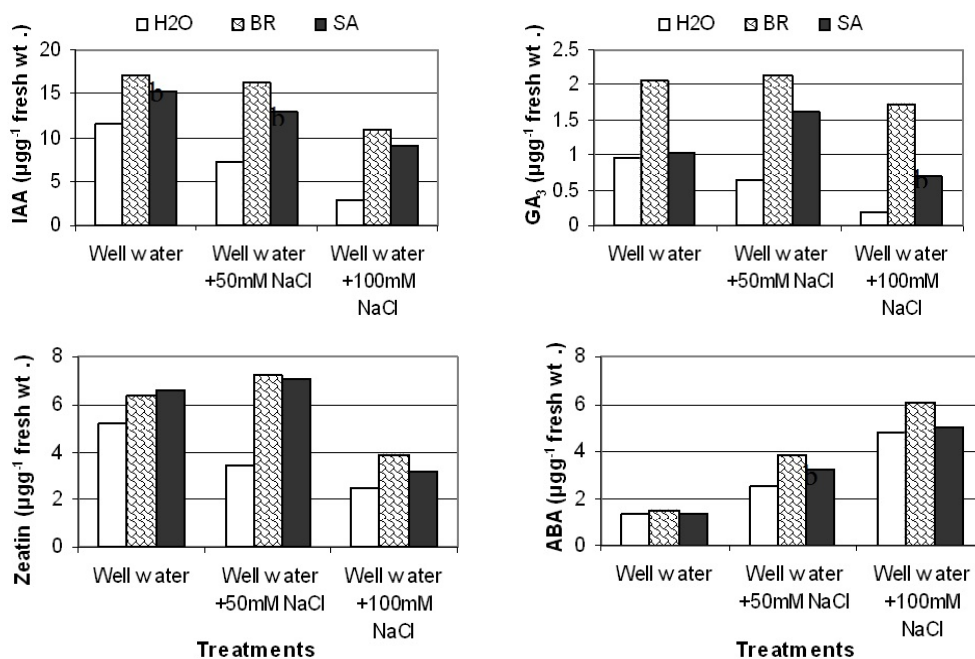 H2O BR SA
IAA (µgg-1 fresh wt .)
20
15
10
5
0
b
b
Well water
Well water
+50mM NaCl
Well water
+100mM
NaCl
H2O BR SA
GA3 (µgg-1 fresh wt .)
2.5
2
1.5
1
0.5
0
b
Well water
Well water
+50mM NaCl
Well water
+100mM
NaCl
Zeatin (µgg-1 fresh wt .)
8
6
4
2
0
Well water
Well water
+50mM NaCl
Well water
+100mM
NaCl
Treatments
ABA (µgg-1 fresh wt .)
8
6
4
2
0
b
Well water
Well water
+50mM NaCl
Well water
+100mM
NaCl
Treatments